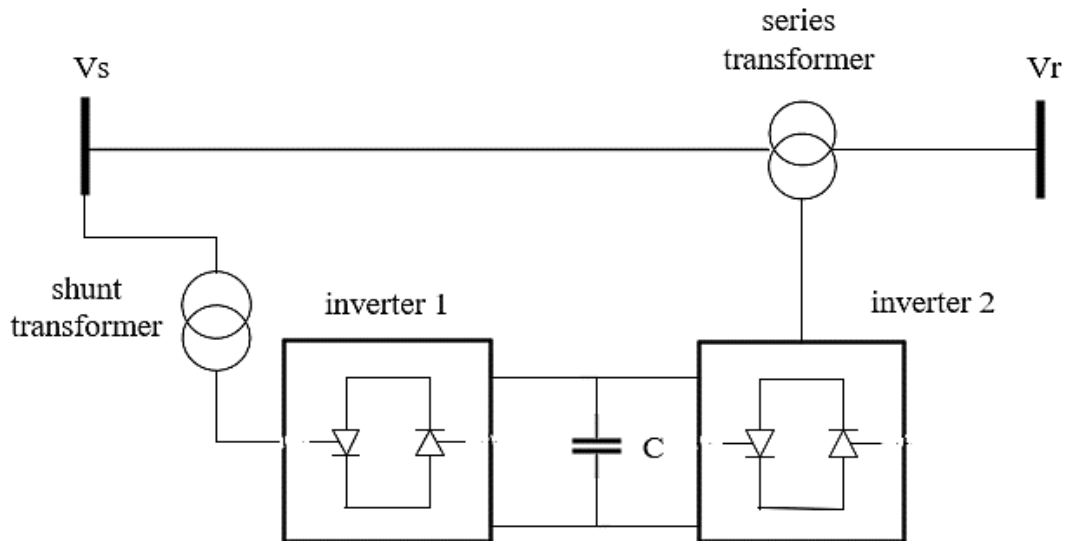 series
transformer
Vs
Vr
shunt
transformer
inverter 1
inverter 2
C